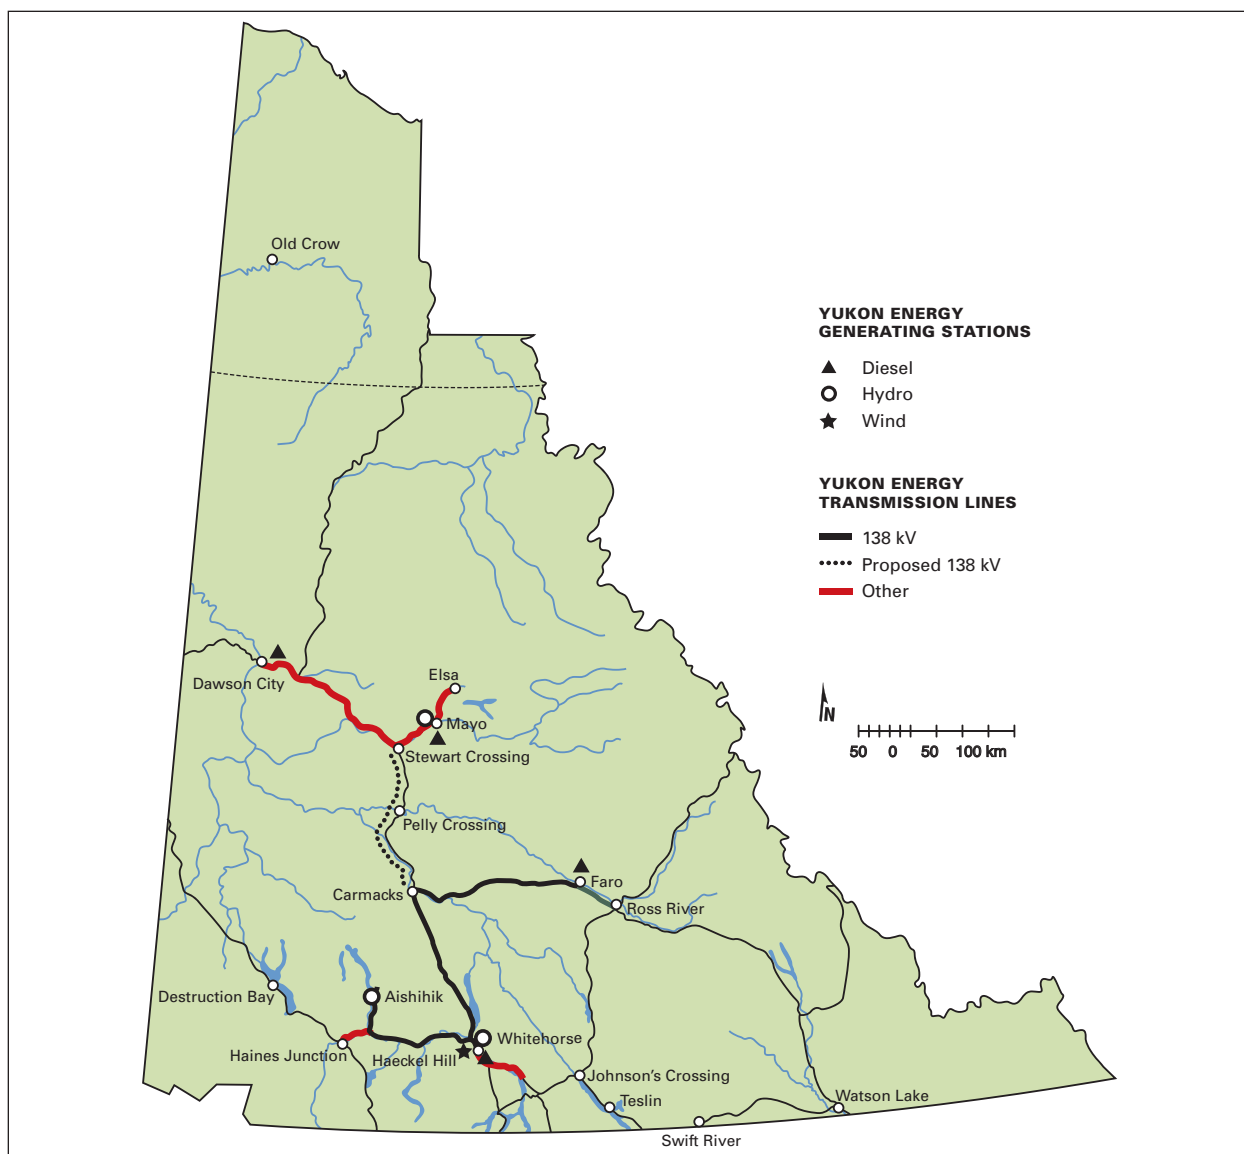 Old Crow
YUKON ENERGY
GENERATING STATIONS
Diesel
Hydro
Wind
YUKON ENERGY
TRANSMISSION LINES
138 kV
Proposed 138 kV
Other
Dawson City
Elsa
Mayo
Stewart Crossing
N
50 0 50 100 km
Pelly Crossing
Carmacks
Faro
Ross River
Destruction Bay
Aishihik
Haines Junction
Haeckel Hill
Whitehorse
Johnson's Crossing
Teslin
Watson Lake
Swift River